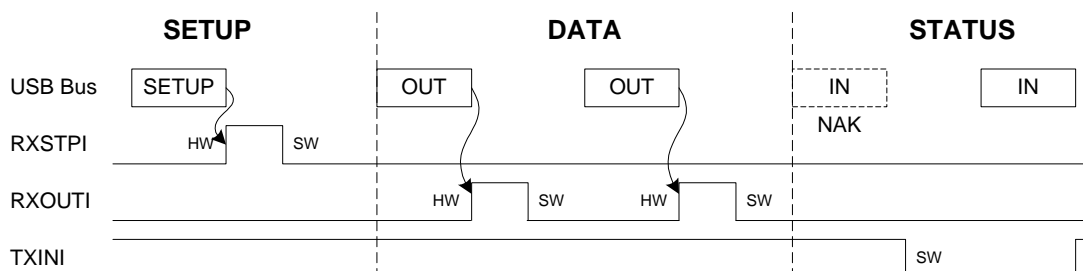 SETUP DATA STATUS
USB Bus SETUP OUT OUT IN IN
NAK
RXSTPI HW SW
RXOUTI HW SW HW SW
TXINI SW